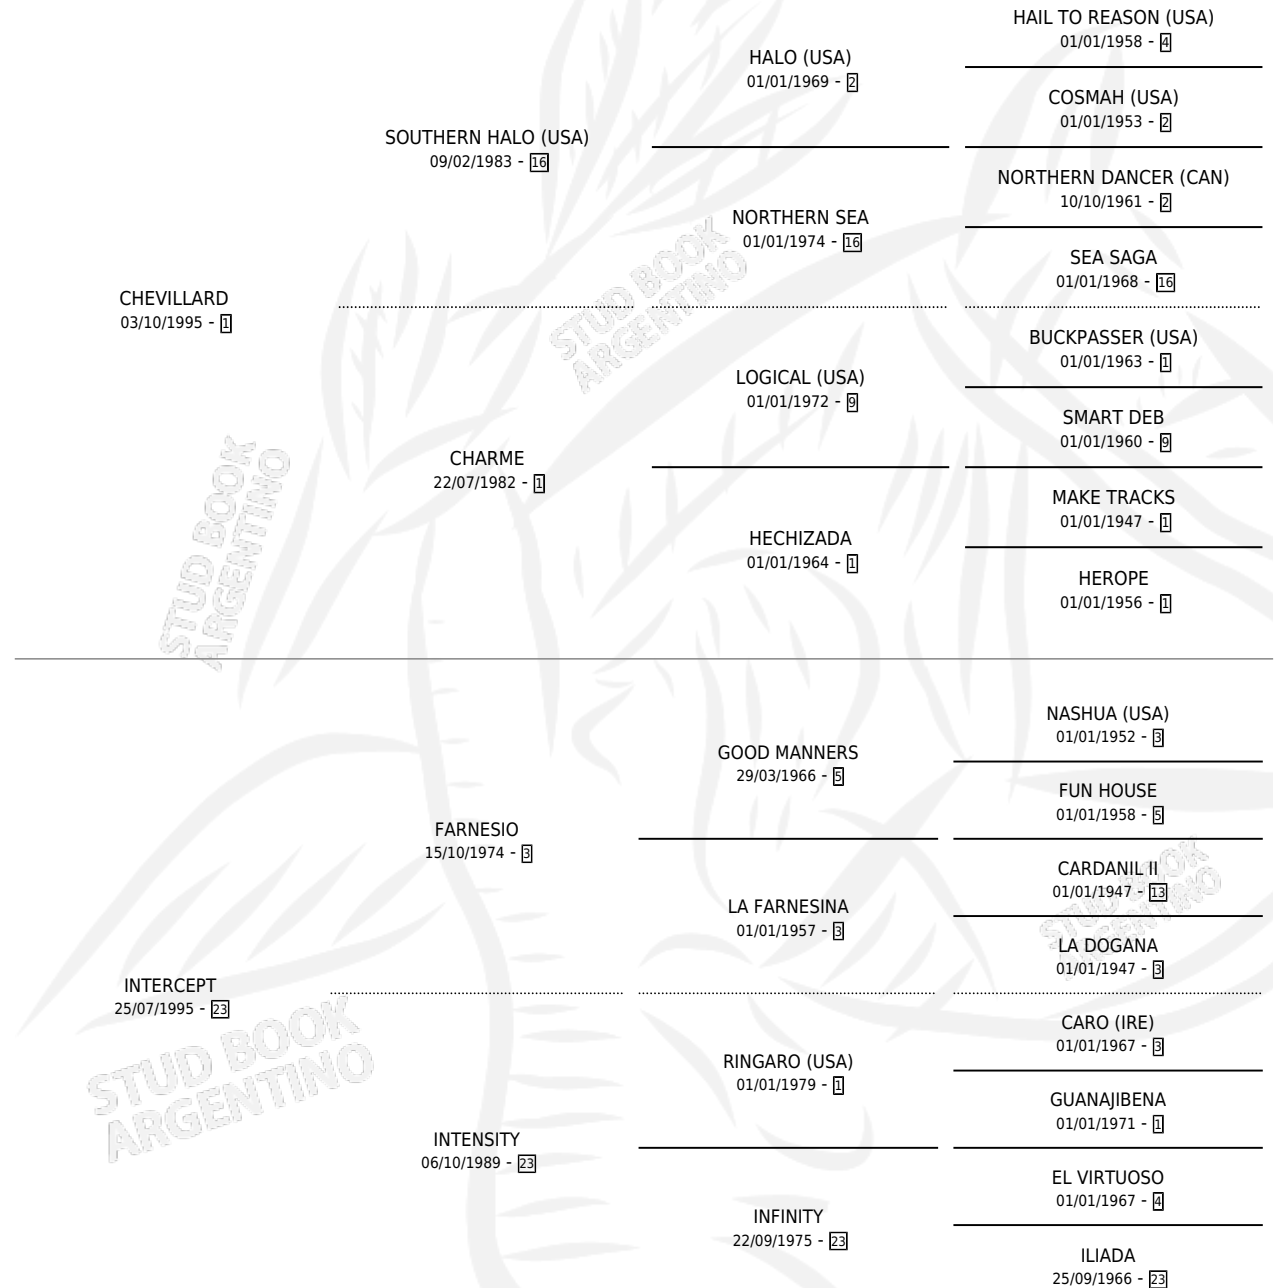 HAIL TO REASON (USA)
01/01/1958 - 4
HALO (USA)
01/01/1969 - 2
COSMAH (USA)
01/01/1953 - 2
SOUTHERN HALO (USA)
09/02/1983 - 16
NORTHERN DANCER (CAN)
10/10/1961 - 2
NORTHERN SEA
01/01/1974 - 16
SEA SAGA
01/01/1968 - 16
CHEVILLARD
03/10/1995 - 1
STUD BOOK
ARGENTINO
BUCKPASSER (USA)
01/01/1963 - 1
LOGICAL (USA)
01/01/1972 - 9
SMART DEB
01/01/1960 - 9
CHARME
22/07/1982 - 1
MAKE TRACKS
01/01/1947 - 1
HECHIZADA
01/01/1964 - 1
HEROPE
01/01/1956 - 1
STUD BOOK
ARGENTINO
NASHUA (USA)
01/01/1952 - 3
GOOD MANNERS
29/03/1966 - 5
FUN HOUSE
01/01/1958 - 5
FARNESIO
15/10/1974 - 3
CARDANIL II
01/01/1947 - 13
LA FARNESINA
01/01/1957 - 3
LA DOGANA
01/01/1947 - 3
STUD BOOK
ARGENTINO
INTERCEPT
25/07/1995 - 23
CARO (IRE)
01/01/1967 - 3
RINGARO (USA)
01/01/1979 - 1
GUANAJIBENA
01/01/1971 - 1
STUD BOOK
ARGENTINO
INTENSITY
06/10/1989 - 23
EL VIRTUOSO
01/01/1967 - 4
INFINITY
22/09/1975 - 23
ILIADA
25/09/1966 - 23